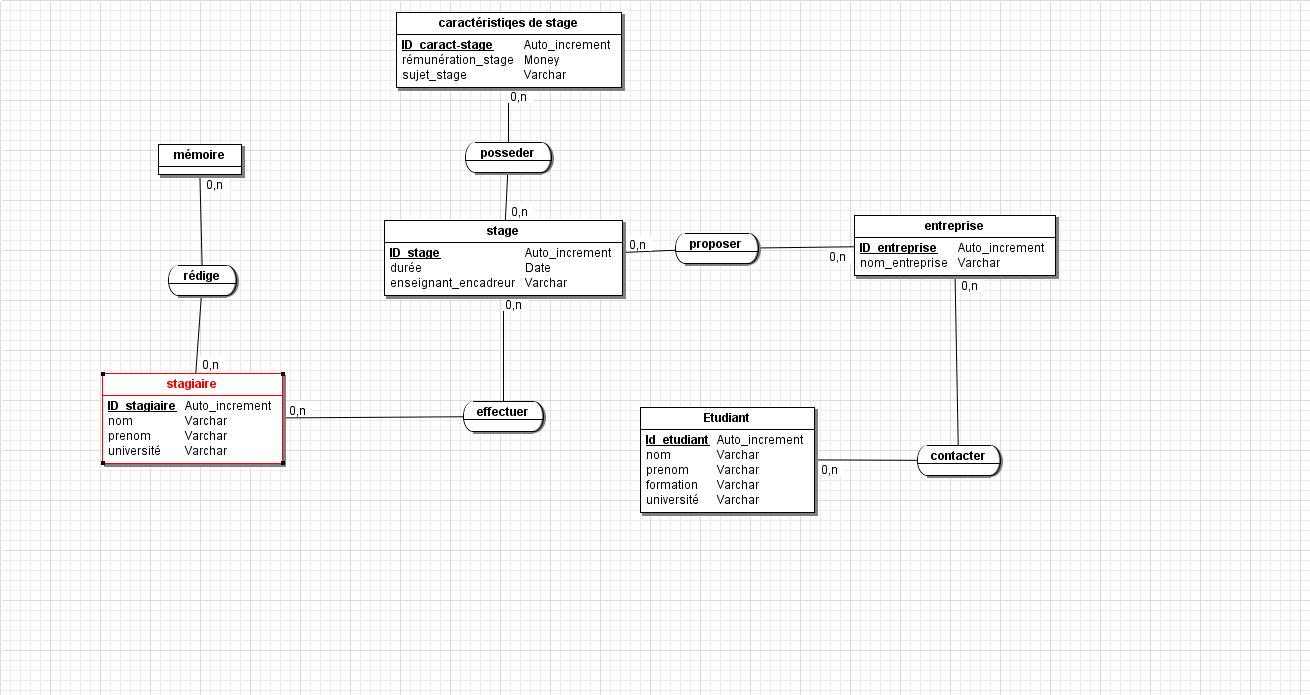 caractéristiqes de stage
ID_caract-stage Auto_increment
rémunération_stage Money
sujet_stage Varchar
0,n
posseder
0,n
mémoire
0,n
rédige
0,n
stage
ID_stage Auto_increment
durée Date
enseignant_encadreur Varchar
0,n
proposer
0,n
entreprise
ID_entreprise Auto_increment
nom_entreprise Varchar
0,n
0,n
stagiaire
ID_stagiaire Auto_increment
nom Varchar
prenom Varchar
université Varchar
0,n
effectuer
Etudiant
Id_etudiant Auto_increment
nom Varchar
prenom Varchar
formation Varchar
université Varchar
0,n
contacter